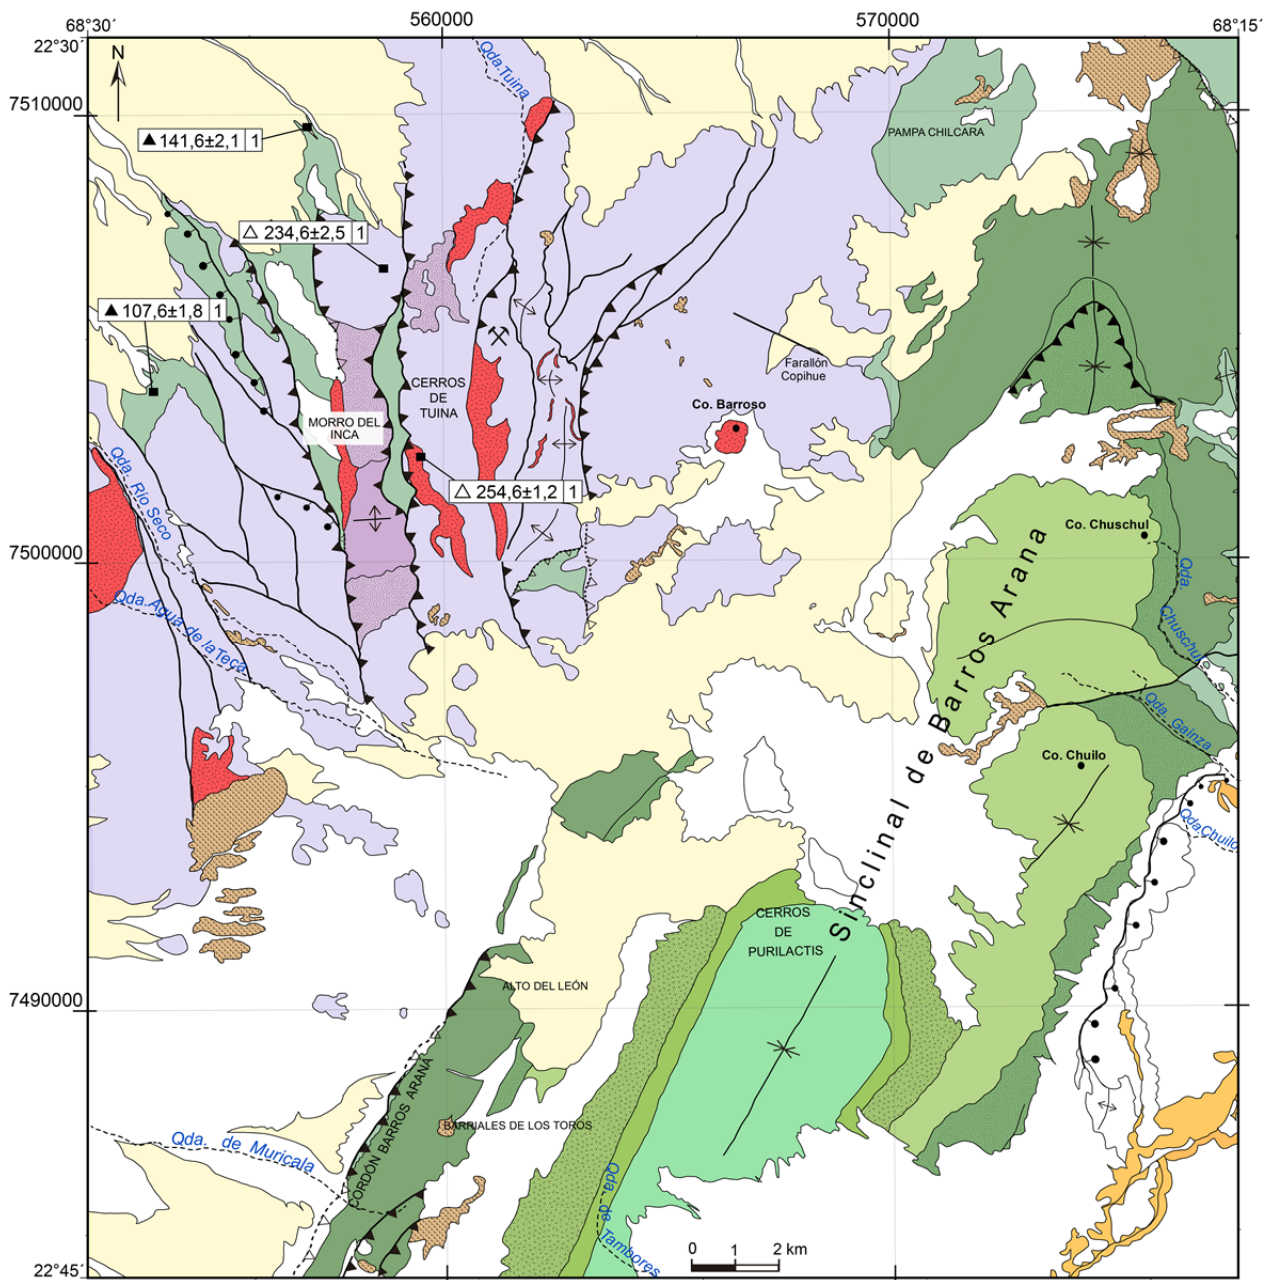 68°30´
560000
570000
68°15´
22°30´
N
Qda.Tuina
7510000
▲141,6±2,1 1
PAMPA CHILCARA
△ 234,6±2,5 1
▲107,6±1,8 1
Farallón
Copihue
CERROS
DE
TUINA
Co. Barroso
MORRO DEL
INCA
Qda. Rio Seco
△ 254,6±1,2 1
Co. Chuschul
7500000
Qda. Chuschul
Qda.Agua de la Teca
Sinclinal de Barros Arana
Qda. Gainza
Co. Chuilo
Qda.Chuilo
CERROS
DE
PURILACTIS
ALTO DEL LEÓN
7490000
CORDÓN BARROS ARANA
BARRIALES DE LOS TOROS
Qda. de Muricala
Qda. de Tambores
0 1 2 km
22°45´